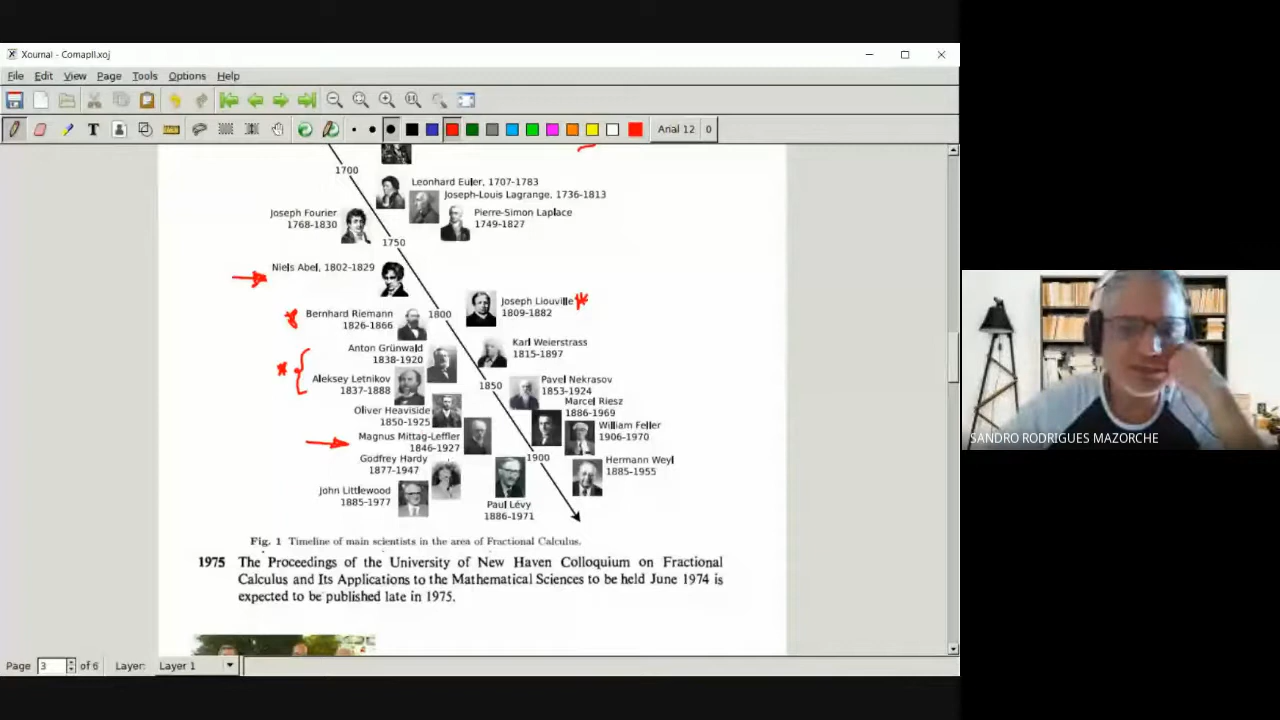 Xournal - Comapll.xoj
File Edit View Page Tools Options Help
Arial 12 0
1700
Leonhard Euler, 1707-1783
Joseph-Louis Lagrange, 1736-1813
Joseph Fourier
1768-1830
Pierre-Simon Laplace
1749-1827
1750
Niels Abel, 1802-1829
Joseph Liouville
1809-1882
Bernhard Riemann
1826-1866
1800
Anton Grünwald
1838-1920
Karl Weierstrass
1815-1897
Aleksey Letnikov
1837-1888
1850
Pavel Nekrasov
1853-1924
Oliver Heaviside
1850-1925
Marcel Riesz
1886-1969
Magnus Mittag-Leffler
1846-1927
William Feller
1906-1970
Godfrey Hardy
1877-1947
1900
Hermann Weyl
1885-1955
John Littlewood
1885-1977
Paul Lévy
1886-1971
Fig. 1 Timeline of main scientists in the area of Fractional Calculus.
1975 The Proceedings of the University of New Haven Colloquium on Fractional
Calculus and Its Applications to the Mathematical Sciences to be held June 1974 is
expected to be published late in 1975.
Page 3 of 6 Layer: Layer 1
SANDRO RODRIGUES MAZORCHE